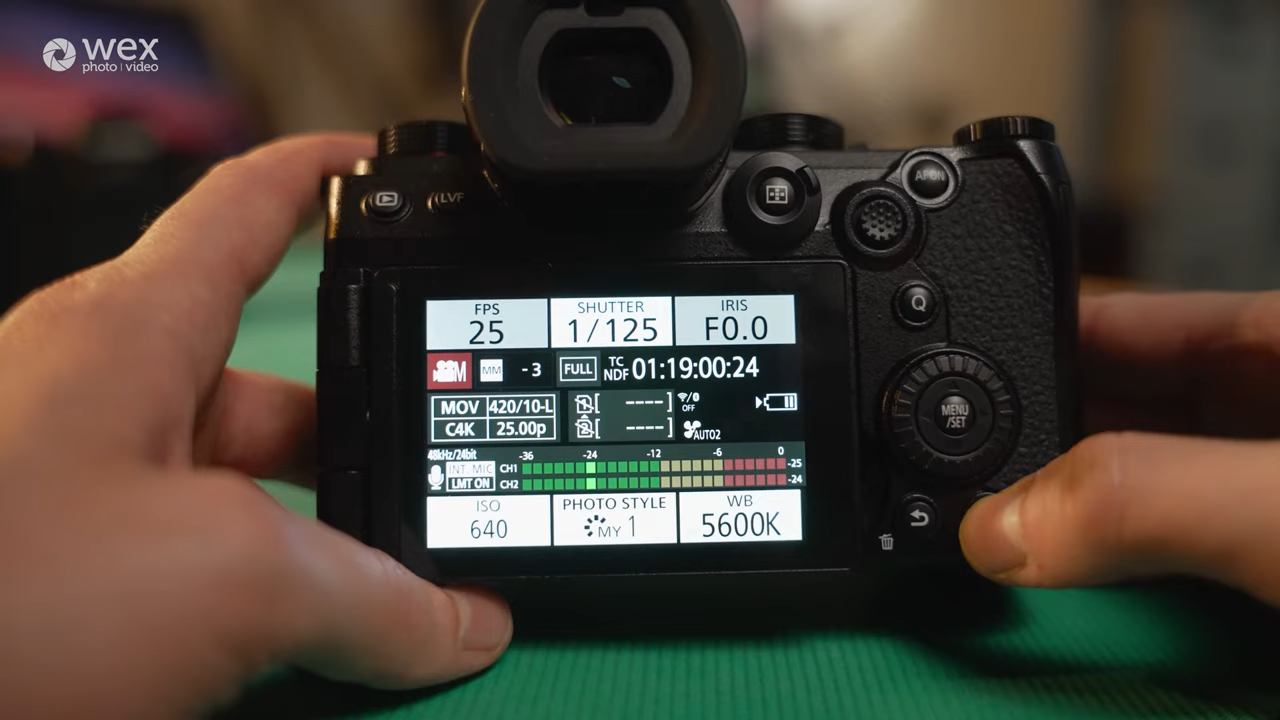 wex
photo | video
LVF
AF ON
Q
MENU
/SET
FPS SHUTTER IRIS
25 1/125 F0.0
M MM -3 FULL TC NDF 01:19:00:24
MOV 420/10-L 1[ ---- ] OFF
C4K 25.00p 2[ ---- ] AUTO2
48kHz/24bit -36 -24 -12 -6 0
INT. MIC CH1 -25
LMT ON CH2 -24
ISO PHOTO STYLE WB
640 MY 1 5600K